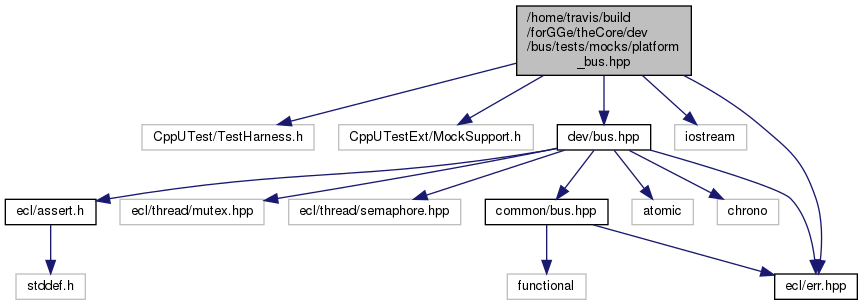 /home/travis/build
/forGGe/theCore/dev
/bus/tests/mocks/platform
_bus.hpp
CppUTest/TestHarness.h
CppUTestExt/MockSupport.h
dev/bus.hpp
iostream
ecl/assert.h
ecl/thread/mutex.hpp
ecl/thread/semaphore.hpp
common/bus.hpp
atomic
chrono
stddef.h
functional
ecl/err.hpp